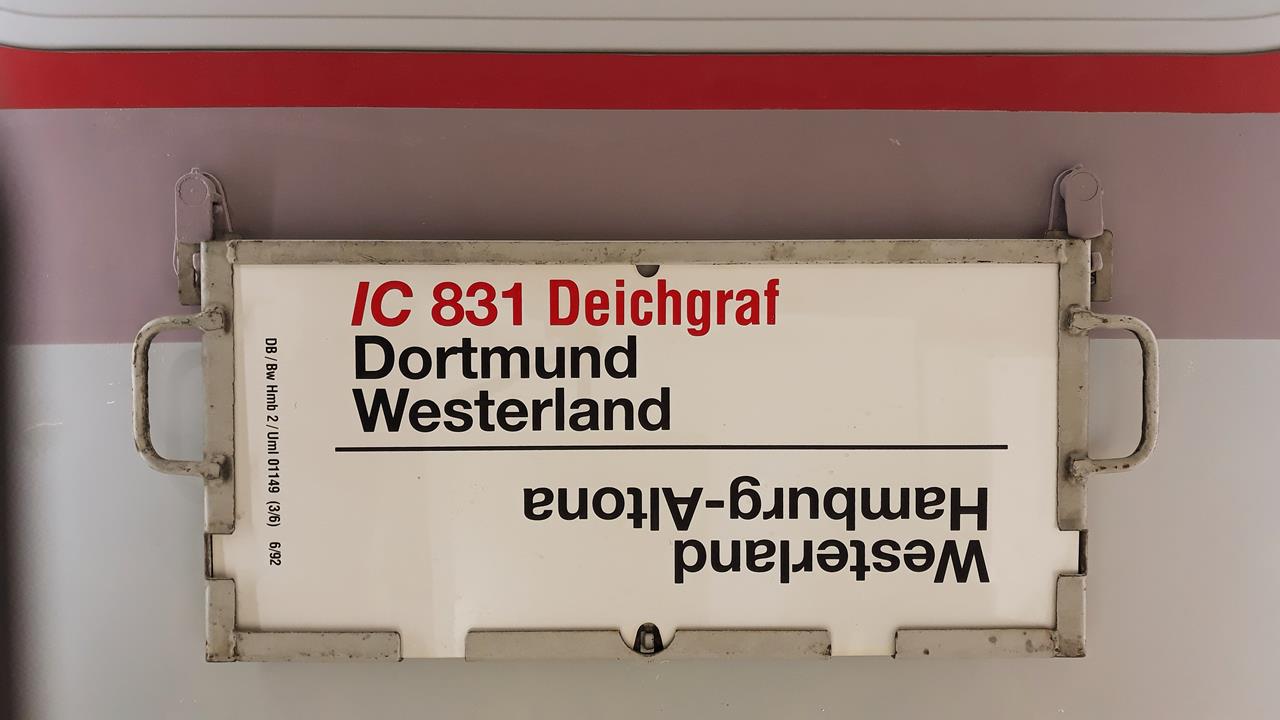 IC 831 Deichgraf
Dortmund
Westerland
Westerland
Hamburg-Altona
DB / Bw Hmb 2 / Uml 01149 (3/6) 6/92